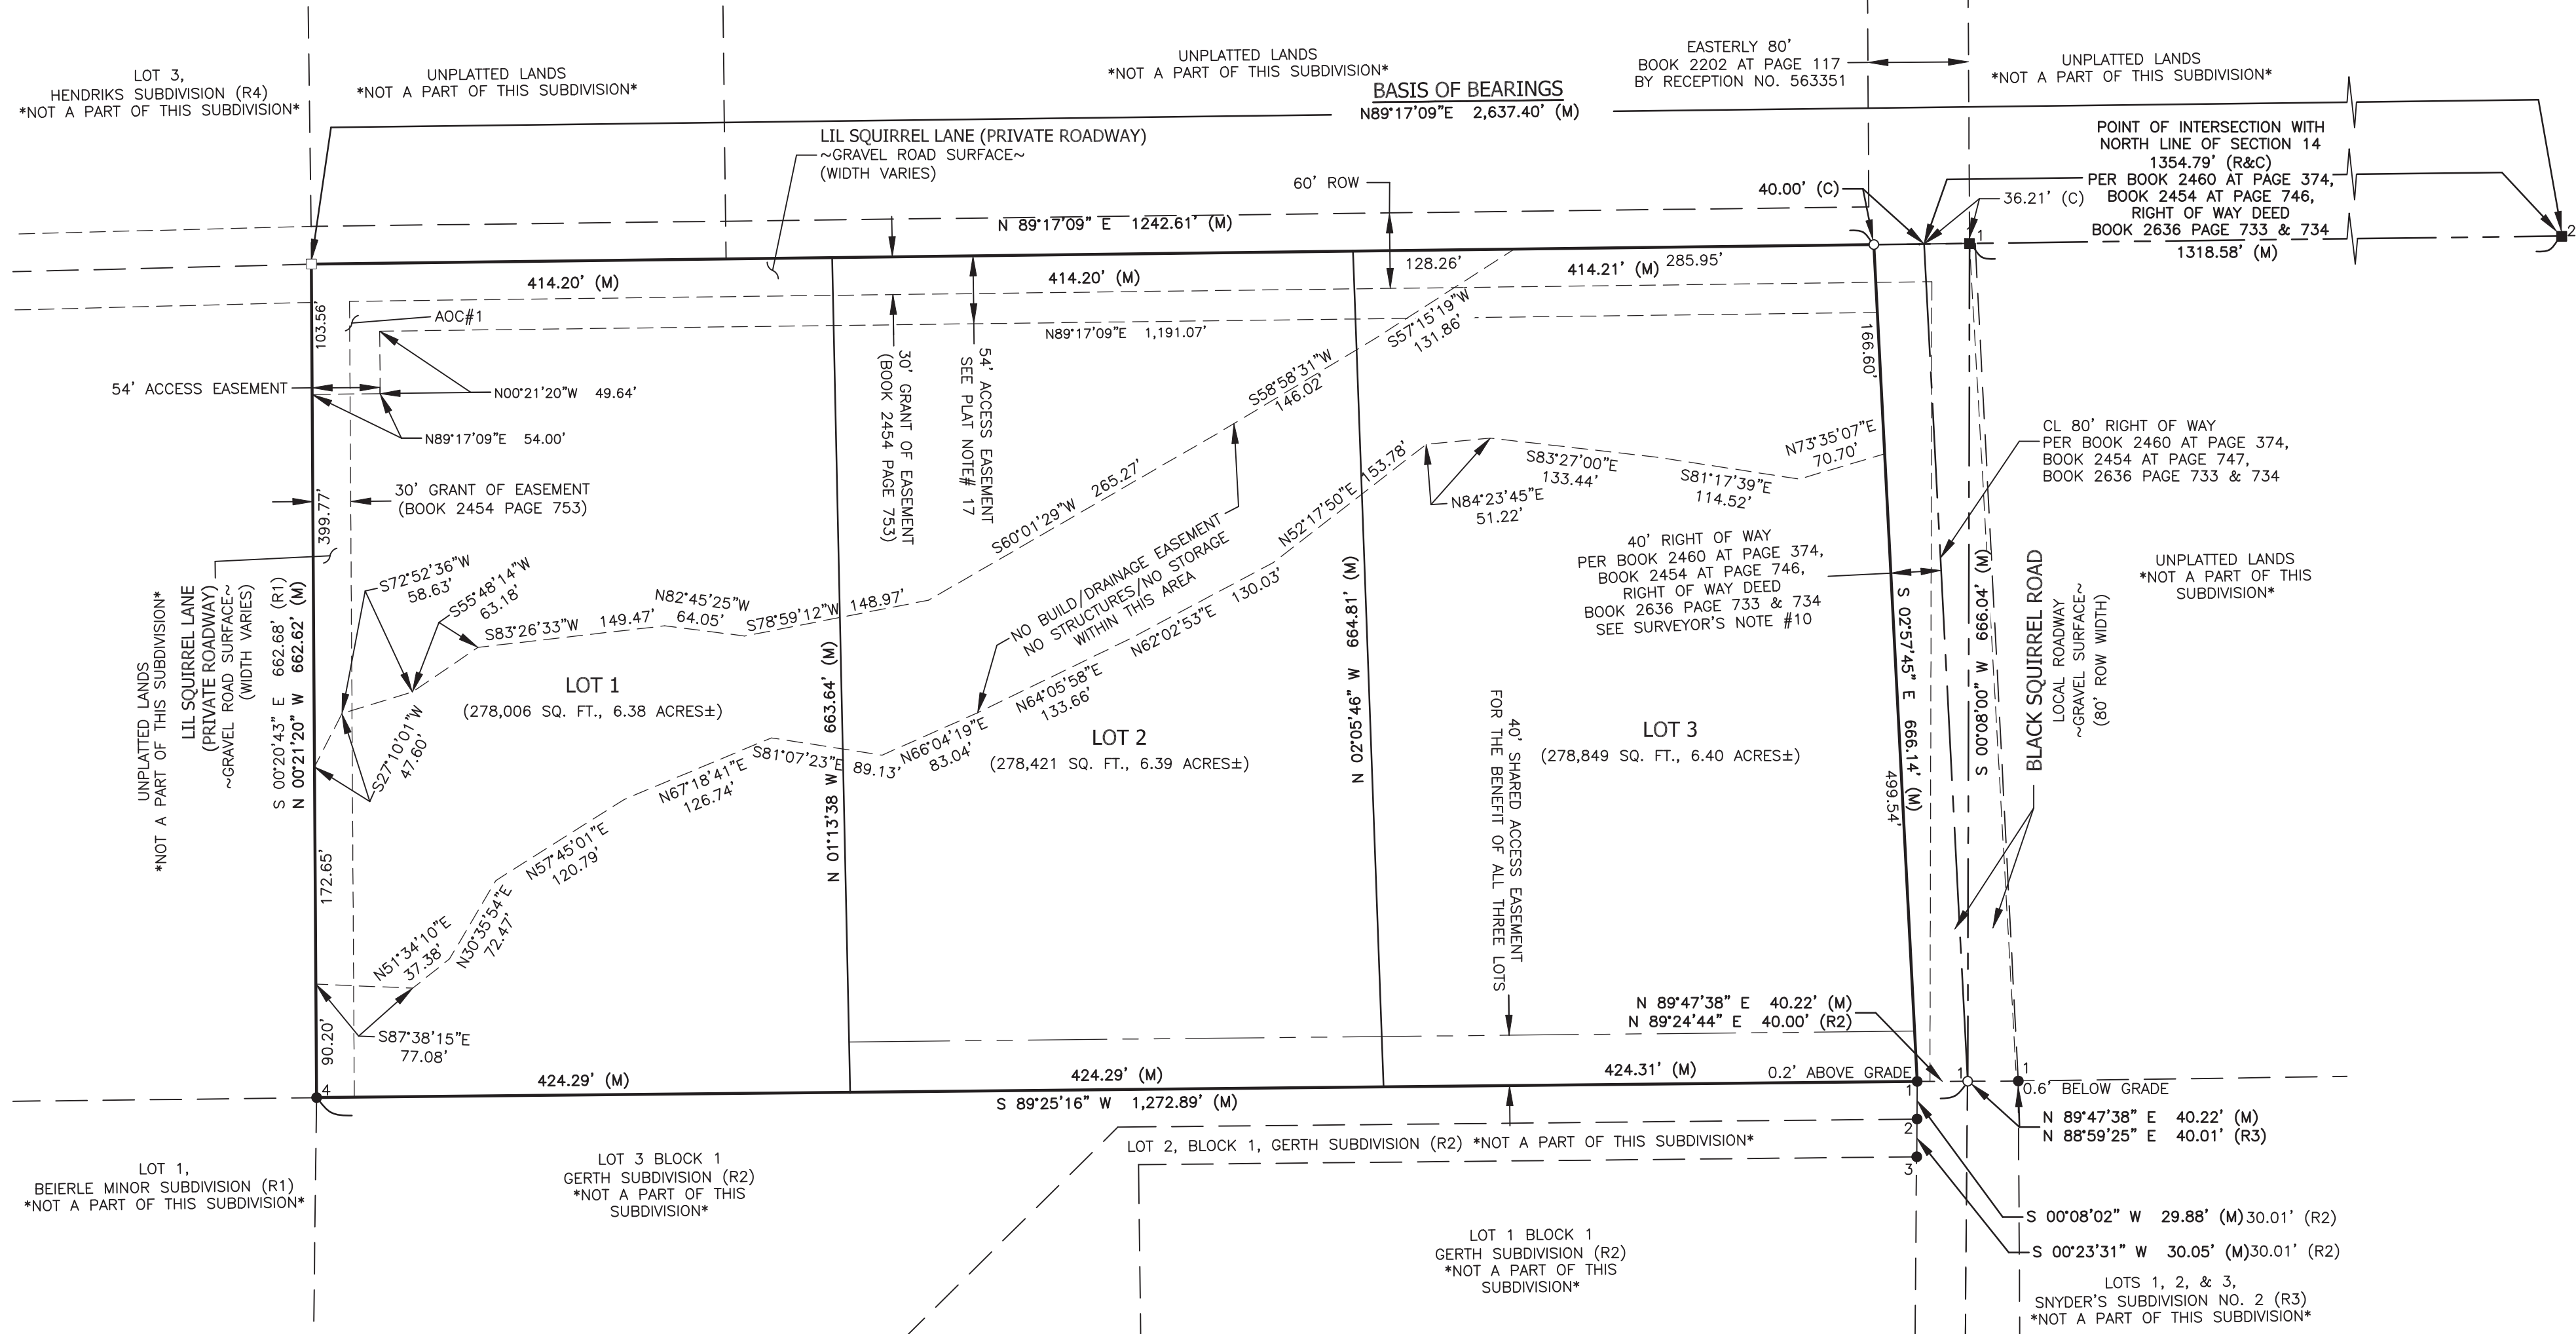 LOT 3,
HENDRIKS SUBDIVISION (R4)
*NOT A PART OF THIS SUBDIVISION*
UNPLATTED LANDS
*NOT A PART OF THIS SUBDIVISION*
UNPLATTED LANDS
*NOT A PART OF THIS SUBDIVISION*
EASTERLY 80'
BOOK 2202 AT PAGE 117
BY RECEPTION NO. 563351
UNPLATTED LANDS
*NOT A PART OF THIS SUBDIVISION*
BASIS OF BEARINGS
N89°17'09"E 2,637.40' (M)
LIL SQUIRREL LANE (PRIVATE ROADWAY)
~GRAVEL ROAD SURFACE~
(WIDTH VARIES)
60' ROW
40.00' (C)
POINT OF INTERSECTION WITH
NORTH LINE OF SECTION 14
1354.79' (R&C)
PER BOOK 2460 AT PAGE 374,
BOOK 2454 AT PAGE 746,
RIGHT OF WAY DEED
BOOK 2636 PAGE 733 & 734
36.21' (C)
1
2
1318.58' (M)
N 89°17'09" E 1242.61' (M)
414.20' (M)
414.20' (M)
128.26'
414.21' (M)
285.95'
103.56'
AOC#1
N89°17'09"E 1,191.07'
54' ACCESS EASEMENT
N00°21'20"W 49.64'
N89°17'09"E 54.00'
30' GRANT OF EASEMENT
(BOOK 2454 PAGE 753)
54' ACCESS EASEMENT
SEE PLAT NOTE# 17
30' GRANT OF EASEMENT
(BOOK 2454 PAGE 753)
S57°15'19"W
131.86'
S58°58'31"W
146.02'
S60°01'29"W 265.27'
166.60'
N73°35'07"E
70.70'
S81°17'39"E
114.52'
S83°27'00"E
133.44'
N84°23'45"E
51.22'
N52°17'50"E 153.78'
CL 80' RIGHT OF WAY
PER BOOK 2460 AT PAGE 374,
BOOK 2454 AT PAGE 747,
BOOK 2636 PAGE 733 & 734
40' RIGHT OF WAY
PER BOOK 2460 AT PAGE 374,
BOOK 2454 AT PAGE 746,
RIGHT OF WAY DEED
BOOK 2636 PAGE 733 & 734
SEE SURVEYOR'S NOTE #10
399.77'
S72°52'36"W
58.63'
S55°48'14"W
63.18'
S83°26'33"W 149.47'
N82°45'25"W
64.05'
S78°59'12"W 148.97'
NO BUILD/DRAINAGE EASEMENT
NO STRUCTURES/NO STORAGE
WITHIN THIS AREA
N62°02'53"E 130.03'
N64°05'58"E
133.66'
N66°04'19"E
83.04'
S81°07'23"E 89.13'
N67°18'41"E
126.74'
N57°45'01"E
120.79'
N30°35'54"E
72.47'
N51°34'10"E
37.38'
S27°10'01"W
47.60'
S87°38'15"E
77.08'
UNPLATTED LANDS
*NOT A PART OF THIS SUBDIVISION*
LIL SQUIRREL LANE
(PRIVATE ROADWAY)
~GRAVEL ROAD SURFACE~
(WIDTH VARIES)
S 00°20'43" E 662.68' (R1)
N 00°21'20" W 662.62' (M)
172.65'
90.20'
LOT 1
(278,006 SQ. FT., 6.38 ACRES±)
N 01°13'38 W 663.64' (M)
LOT 2
(278,421 SQ. FT., 6.39 ACRES±)
N 02°05'46" W 664.81' (M)
LOT 3
(278,849 SQ. FT., 6.40 ACRES±)
40' SHARED ACCESS EASEMENT
FOR THE BENEFIT OF ALL THREE LOTS
S 02°57'45" E 666.14' (M)
499.54'
S 00°08'00" W 666.04' (M)
BLACK SQUIRREL ROAD
LOCAL ROADWAY
~GRAVEL SURFACE~
(80' ROW WIDTH)
UNPLATTED LANDS
*NOT A PART OF THIS
SUBDIVISION*
N 89°47'38" E 40.22' (M)
N 89°24'44" E 40.00' (R2)
0.2' ABOVE GRADE
1
1
1
0.6' BELOW GRADE
4
424.29' (M)
424.29' (M)
424.31' (M)
S 89°25'16" W 1,272.89' (M)
N 89°47'38" E 40.22' (M)
N 88°59'25" E 40.01' (R3)
2
3
LOT 2, BLOCK 1, GERTH SUBDIVISION (R2) *NOT A PART OF THIS SUBDIVISION*
LOT 1,
BEIERLE MINOR SUBDIVISION (R1)
*NOT A PART OF THIS SUBDIVISION*
LOT 3 BLOCK 1
GERTH SUBDIVISION (R2)
*NOT A PART OF THIS
SUBDIVISION*
LOT 1 BLOCK 1
GERTH SUBDIVISION (R2)
*NOT A PART OF THIS
SUBDIVISION*
S 00°08'02" W 29.88' (M)30.01' (R2)
S 00°23'31" W 30.05' (M)30.01' (R2)
LOTS 1, 2, & 3,
SNYDER'S SUBDIVISION NO. 2 (R3)
*NOT A PART OF THIS SUBDIVISION*